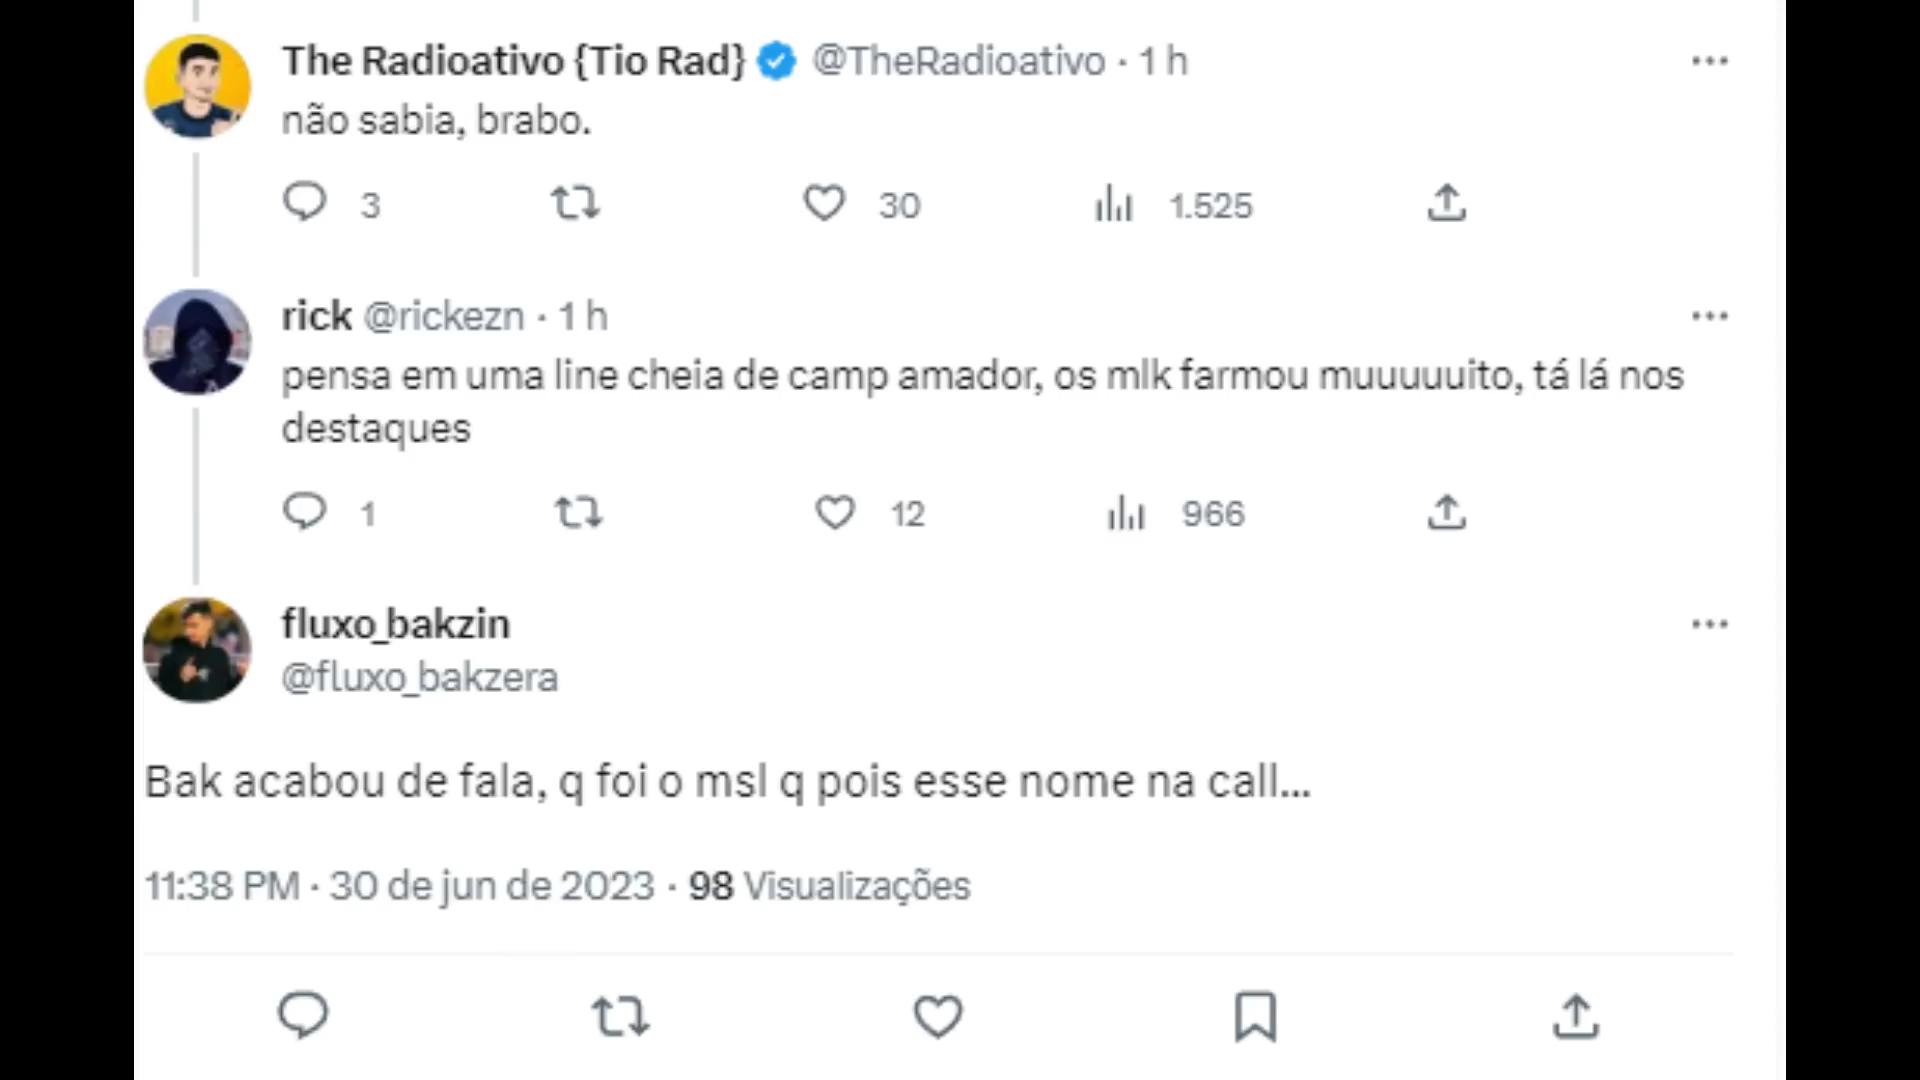 The Radioativo {Tio Rad} @TheRadioativo · 1 h
não sabia, brabo.
3 30 1.525
rick @rickezn · 1 h
pensa em uma line cheia de camp amador, os mlk farmou muuuuuito, tá lá nos
destaques
1 12 966
fluxo_bakzin
@fluxo_bakzera
Bak acabou de fala, q foi o msl q pois esse nome na call...
11:38 PM · 30 de jun de 2023 · 98 Visualizações